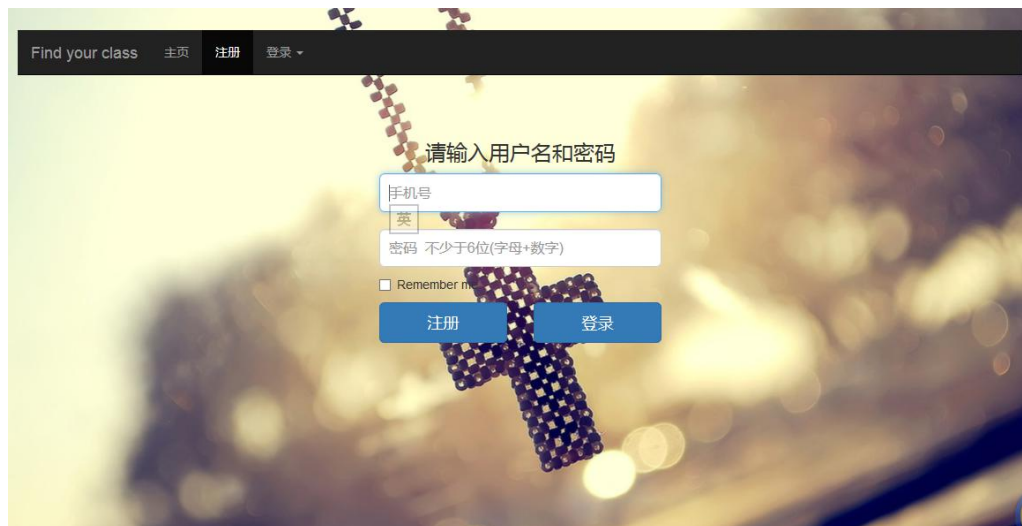 Find your class 主页 注册 登录
请输入用户名和密码
手机号
英
密码 不少于6位(字母+数字)
Remember me
注册 登录